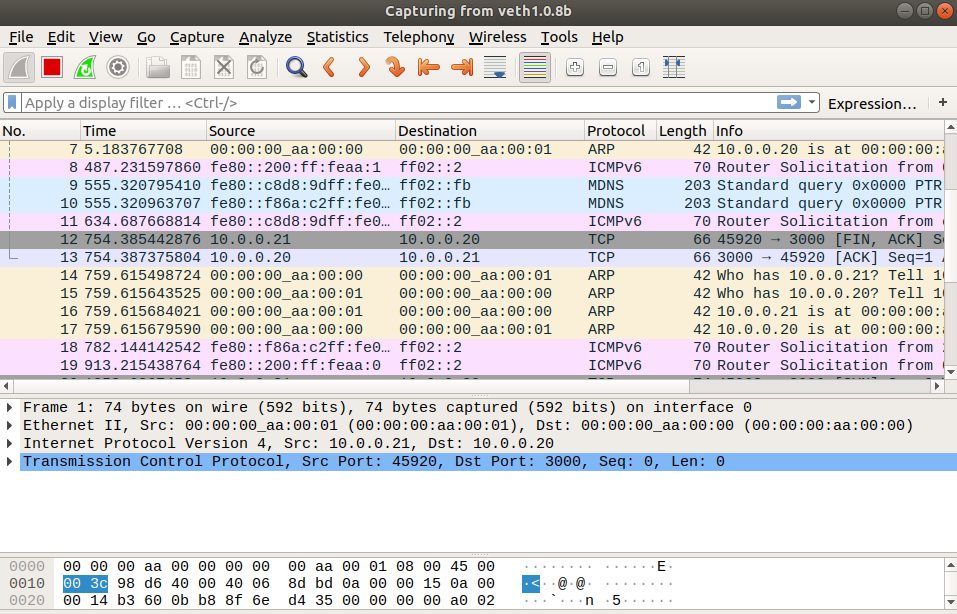 Capturing from veth1.0.8b
File Edit View Go Capture Analyze Statistics Telephony Wireless Tools Help
Apply a display filter … <Ctrl-/> Expression… +
No. Time Source Destination Protocol Length Info
7 5.183767708 00:00:00_aa:00:00 00:00:00_aa:00:01 ARP 42 10.0.0.20 is at 00:00:00:
8 487.231597860 fe80::200:ff:feaa:1 ff02::2 ICMPv6 70 Router Solicitation from
9 555.320795410 fe80::c8d8:9dff:fe0… ff02::fb MDNS 203 Standard query 0x0000 PTR
10 555.320963707 fe80::f86a:c2ff:fe0… ff02::fb MDNS 203 Standard query 0x0000 PTR
11 634.687668814 fe80::c8d8:9dff:fe0… ff02::2 ICMPv6 70 Router Solicitation from
12 754.385442876 10.0.0.21 10.0.0.20 TCP 66 45920 → 3000 [FIN, ACK]
13 754.387375804 10.0.0.20 10.0.0.21 TCP 66 3000 → 45920 [ACK] Seq=1
14 759.615498724 00:00:00_aa:00:00 00:00:00_aa:00:01 ARP 42 Who has 10.0.0.21? Tell
15 759.615643525 00:00:00_aa:00:01 00:00:00_aa:00:00 ARP 42 Who has 10.0.0.20? Tell
16 759.615684021 00:00:00_aa:00:01 00:00:00_aa:00:00 ARP 42 10.0.0.21 is at 00:00:00:
17 759.615679590 00:00:00_aa:00:00 00:00:00_aa:00:01 ARP 42 10.0.0.20 is at 00:00:00:
18 782.144142542 fe80::f86a:c2ff:fe0… ff02::2 ICMPv6 70 Router Solicitation from
19 913.215438764 fe80::200:ff:feaa:0 ff02::2 ICMPv6 70 Router Solicitation from
Frame 1: 74 bytes on wire (592 bits), 74 bytes captured (592 bits) on interface 0
Ethernet II, Src: 00:00:00_aa:00:01 (00:00:00:aa:00:01), Dst: 00:00:00_aa:00:00 (00:00:00:aa:00:00)
Internet Protocol Version 4, Src: 10.0.0.21, Dst: 10.0.0.20
Transmission Control Protocol, Src Port: 45920, Dst Port: 3000, Seq: 0, Len: 0
0000 00 00 00 aa 00 00 00 00 00 aa 00 01 08 00 45 00 ········ ······E·
0010 00 3c 98 d6 40 00 40 06 8d bd 0a 00 00 15 0a 00 ·<··@·@· ········
0020 00 14 b3 60 0b b8 8f 6e d4 35 00 00 00 00 a0 02 ···`···n ·5······